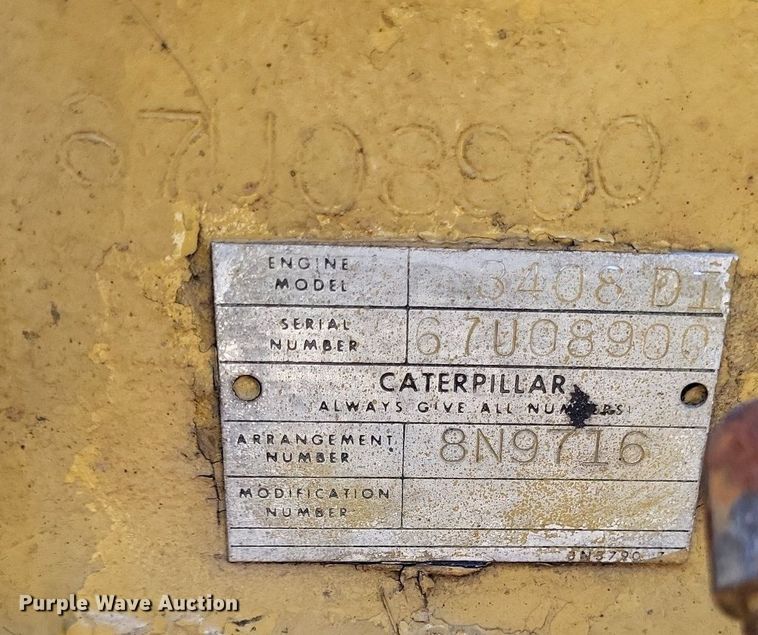 67U08900
ENGINE MODEL 3408 DI
SERIAL NUMBER 67U08900
CATERPILLAR
ALWAYS GIVE ALL NUMBERS!
ARRANGEMENT NUMBER 8N9716
MODIFICATION NUMBER
Purple Wave Auction